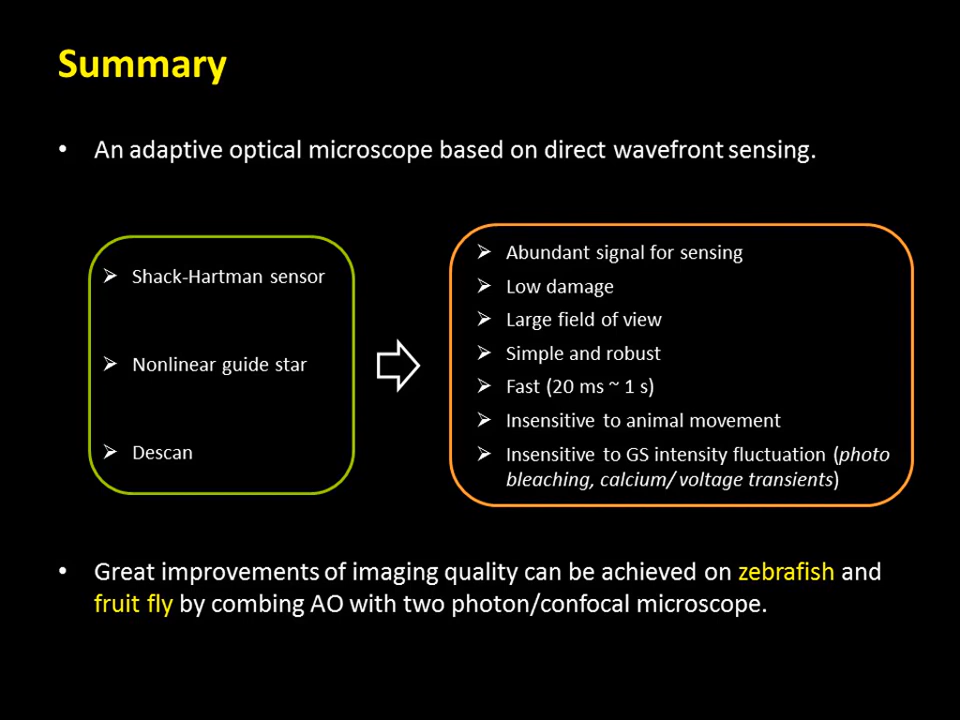 Summary
• An adaptive optical microscope based on direct wavefront sensing.
➢ Shack-Hartman sensor
➢ Nonlinear guide star
➢ Descan
➢ Abundant signal for sensing
➢ Low damage
➢ Large field of view
➢ Simple and robust
➢ Fast (20 ms ~ 1 s)
➢ Insensitive to animal movement
➢ Insensitive to GS intensity fluctuation (photo
bleaching, calcium/ voltage transients)
• Great improvements of imaging quality can be achieved on zebrafish and
fruit fly by combing AO with two photon/confocal microscope.